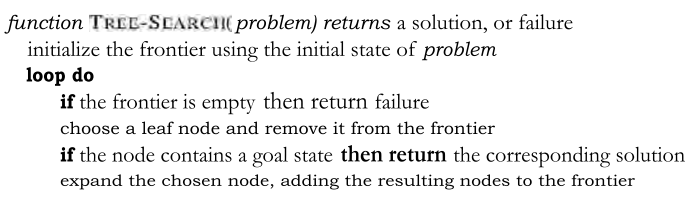 function TREE-SEARCH( problem) returns a solution, or failure
initialize the frontier using the initial state of problem
loop do
if the frontier is empty then return failure
choose a leaf node and remove it from the frontier
if the node contains a goal state then return the corresponding solution
expand the chosen node, adding the resulting nodes to the frontier